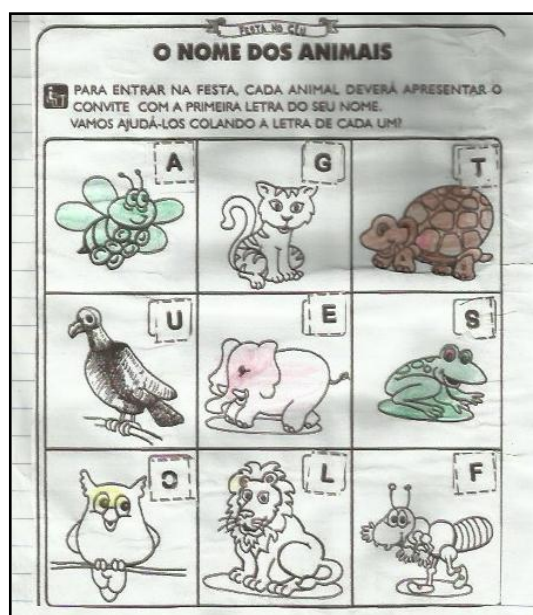 FESTA NO CÉU
O NOME DOS ANIMAIS
PARA ENTRAR NA FESTA, CADA ANIMAL DEVERÁ APRESENTAR O
CONVITE COM A PRIMEIRA LETRA DO SEU NOME.
VAMOS AJUDÁ-LOS COLANDO A LETRA DE CADA UM?
A
G
T
U
E
S
C
L
F